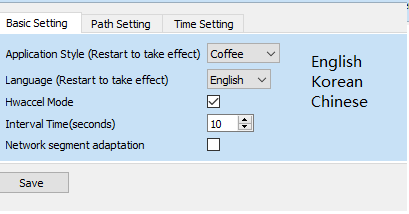 Basic Setting Path Setting Time Setting
Application Style (Restart to take effect) Coffee
Language (Restart to take effect) English
Hwaccel Mode
Interval Time(seconds) 10
Network segment adaptation
English
Korean
Chinese
Save